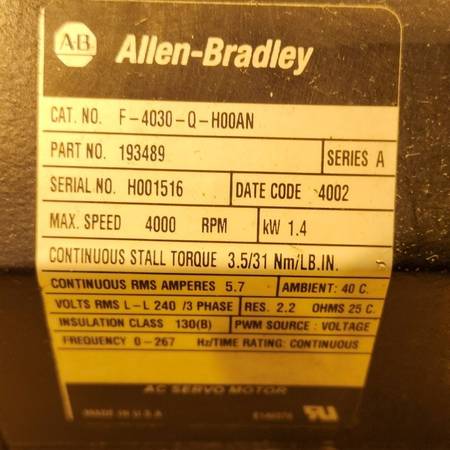 AB Allen-Bradley
CAT. NO. F-4030-Q-H00AN
PART NO. 193489 SERIES A
SERIAL NO. H001516 DATE CODE 4002
MAX. SPEED 4000 RPM kW 1.4
CONTINUOUS STALL TORQUE 3.5/31 Nm/LB.IN.
CONTINUOUS RMS AMPERES 5.7 AMBIENT: 40 C.
VOLTS RMS L-L 240 /3 PHASE RES. 2.2 OHMS 25 C.
INSULATION CLASS 130(B) PWM SOURCE : VOLTAGE
FREQUENCY 0-267 Hz/TIME RATING: CONTINUOUS
AC SERVO MOTOR
MADE IN U.S.A